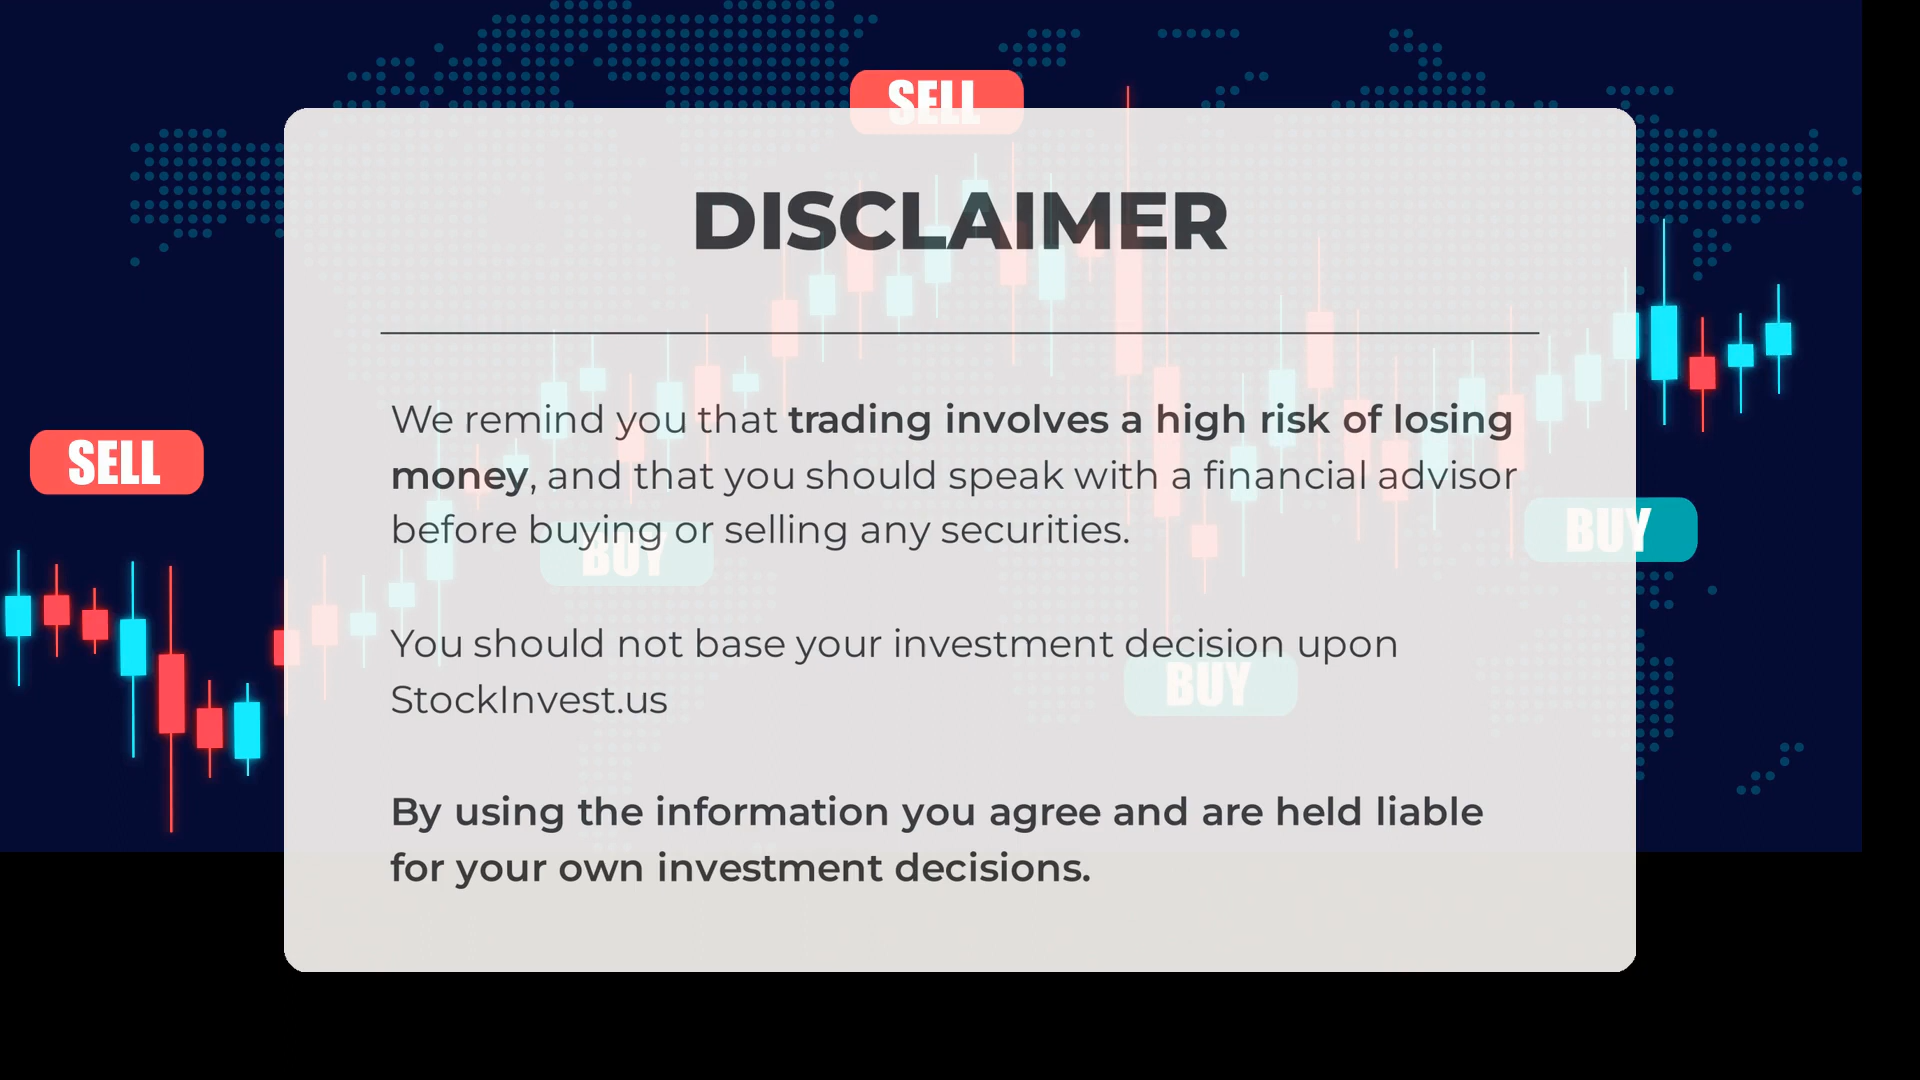 SELL
DISCLAIMER
We remind you that trading involves a high risk of losing
money, and that you should speak with a financial advisor
before buying or selling any securities.
SELL
BUY
BUY
You should not base your investment decision upon
StockInvest.us
BUY
By using the information you agree and are held liable
for your own investment decisions.